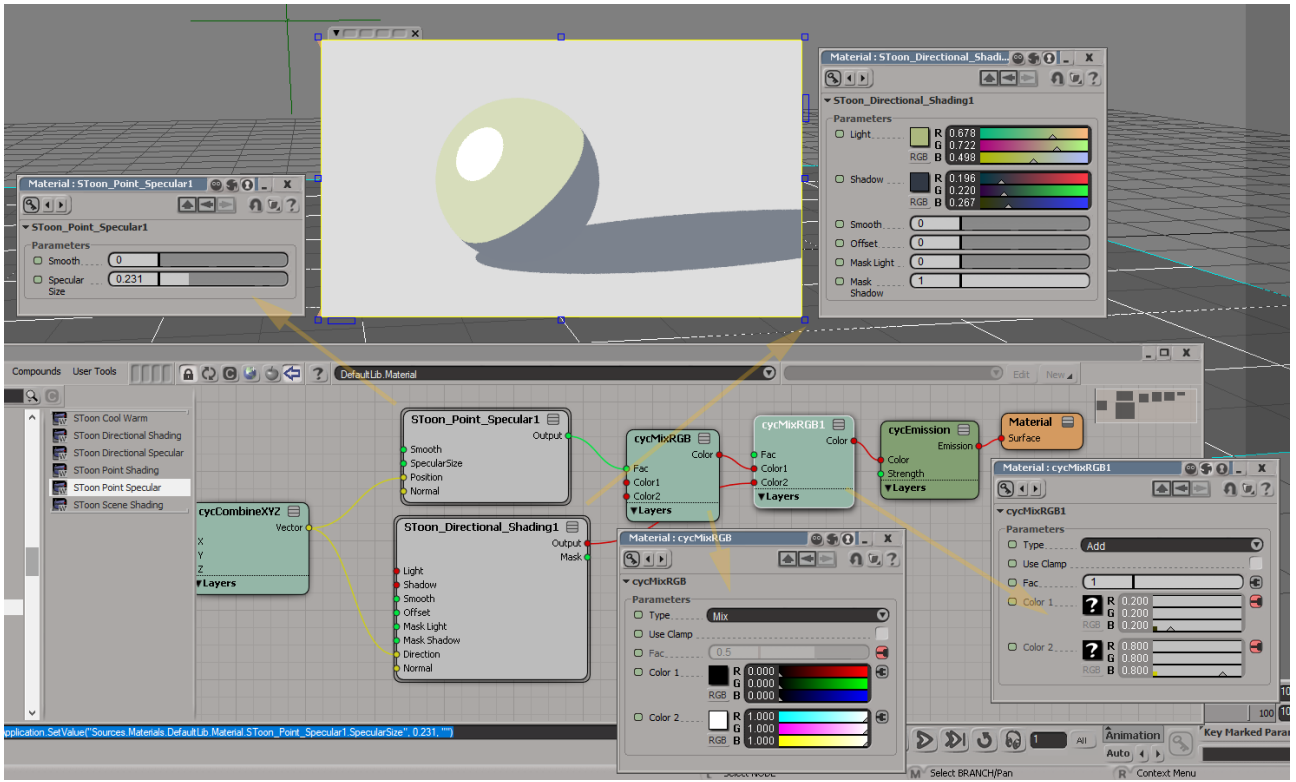 Material : SToon_Directional_Shadi...
SToon_Directional_Shading1
Parameters
Light
R 0.678
G 0.722
RGB B 0.498
Shadow
R 0.196
G 0.220
RGB B 0.267
Smooth 0
Offset 0
Mask Light 0
Mask Shadow 1
Material : SToon_Point_Specular1
SToon_Point_Specular1
Parameters
Smooth 0
Specular Size 0.231
Compounds User Tools
DefaultLib.Material
Edit New
SToon Cool Warm
SToon Directional Shading
SToon Directional Specular
SToon Point Shading
SToon Point Specular
SToon Scene Shading
cycCombineXYZ
Vector
X
Y
Z
Layers
SToon_Point_Specular1
Output
Smooth
SpecularSize
Position
Normal
SToon_Directional_Shading1
Output
Mask
Light
Shadow
Smooth
Offset
Mask Light
Mask Shadow
Direction
Normal
cycMixRGB
Color
Fac
Color1
Color2
Layers
cycMixRGB1
Color
Fac
Color1
Color2
Layers
cycEmission
Emission
Color
Strength
Layers
Material
Surface
Material : cycMixRGB
cycMixRGB
Parameters
Type Mix
Use Clamp
Fac 0.5
Color 1
R 0.000
G 0.000
RGB B 0.000
Color 2
R 1.000
G 1.000
RGB B 1.000
Material : cycMixRGB1
cycMixRGB1
Parameters
Type Add
Use Clamp
Fac 1
Color 1
? R 0.200
G 0.200
RGB B 0.200
Color 2
? R 0.800
G 0.800
RGB B 0.800
10
100 10
pplication.SetValue("Sources.Materials.DefaultLib.Material.SToon_Point_Specular1.SpecularSize", 0.231, "")
1 All
Animation
Auto
Key Marked Parar
L Select NODE
M Select BRANCH/Pan
R Context Menu